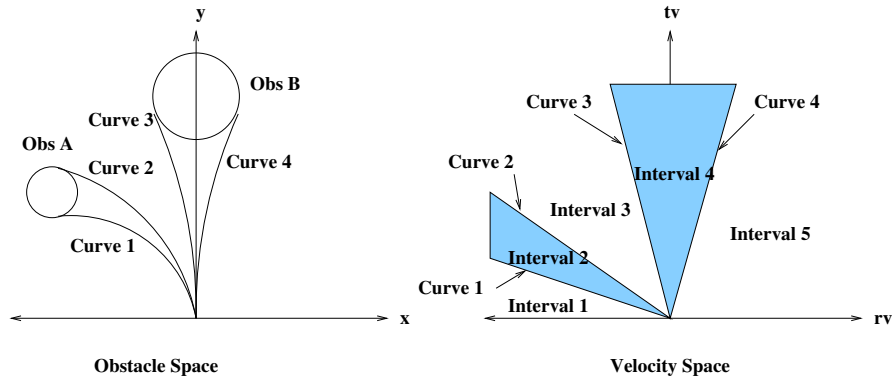 y
Obs B
Curve 3
Obs A
Curve 2
Curve 4
Curve 1
x
Obstacle Space
tv
Curve 3
Curve 4
Curve 2
Interval 4
Interval 3
Interval 5
Interval 2
Curve 1
Interval 1
rv
Velocity Space